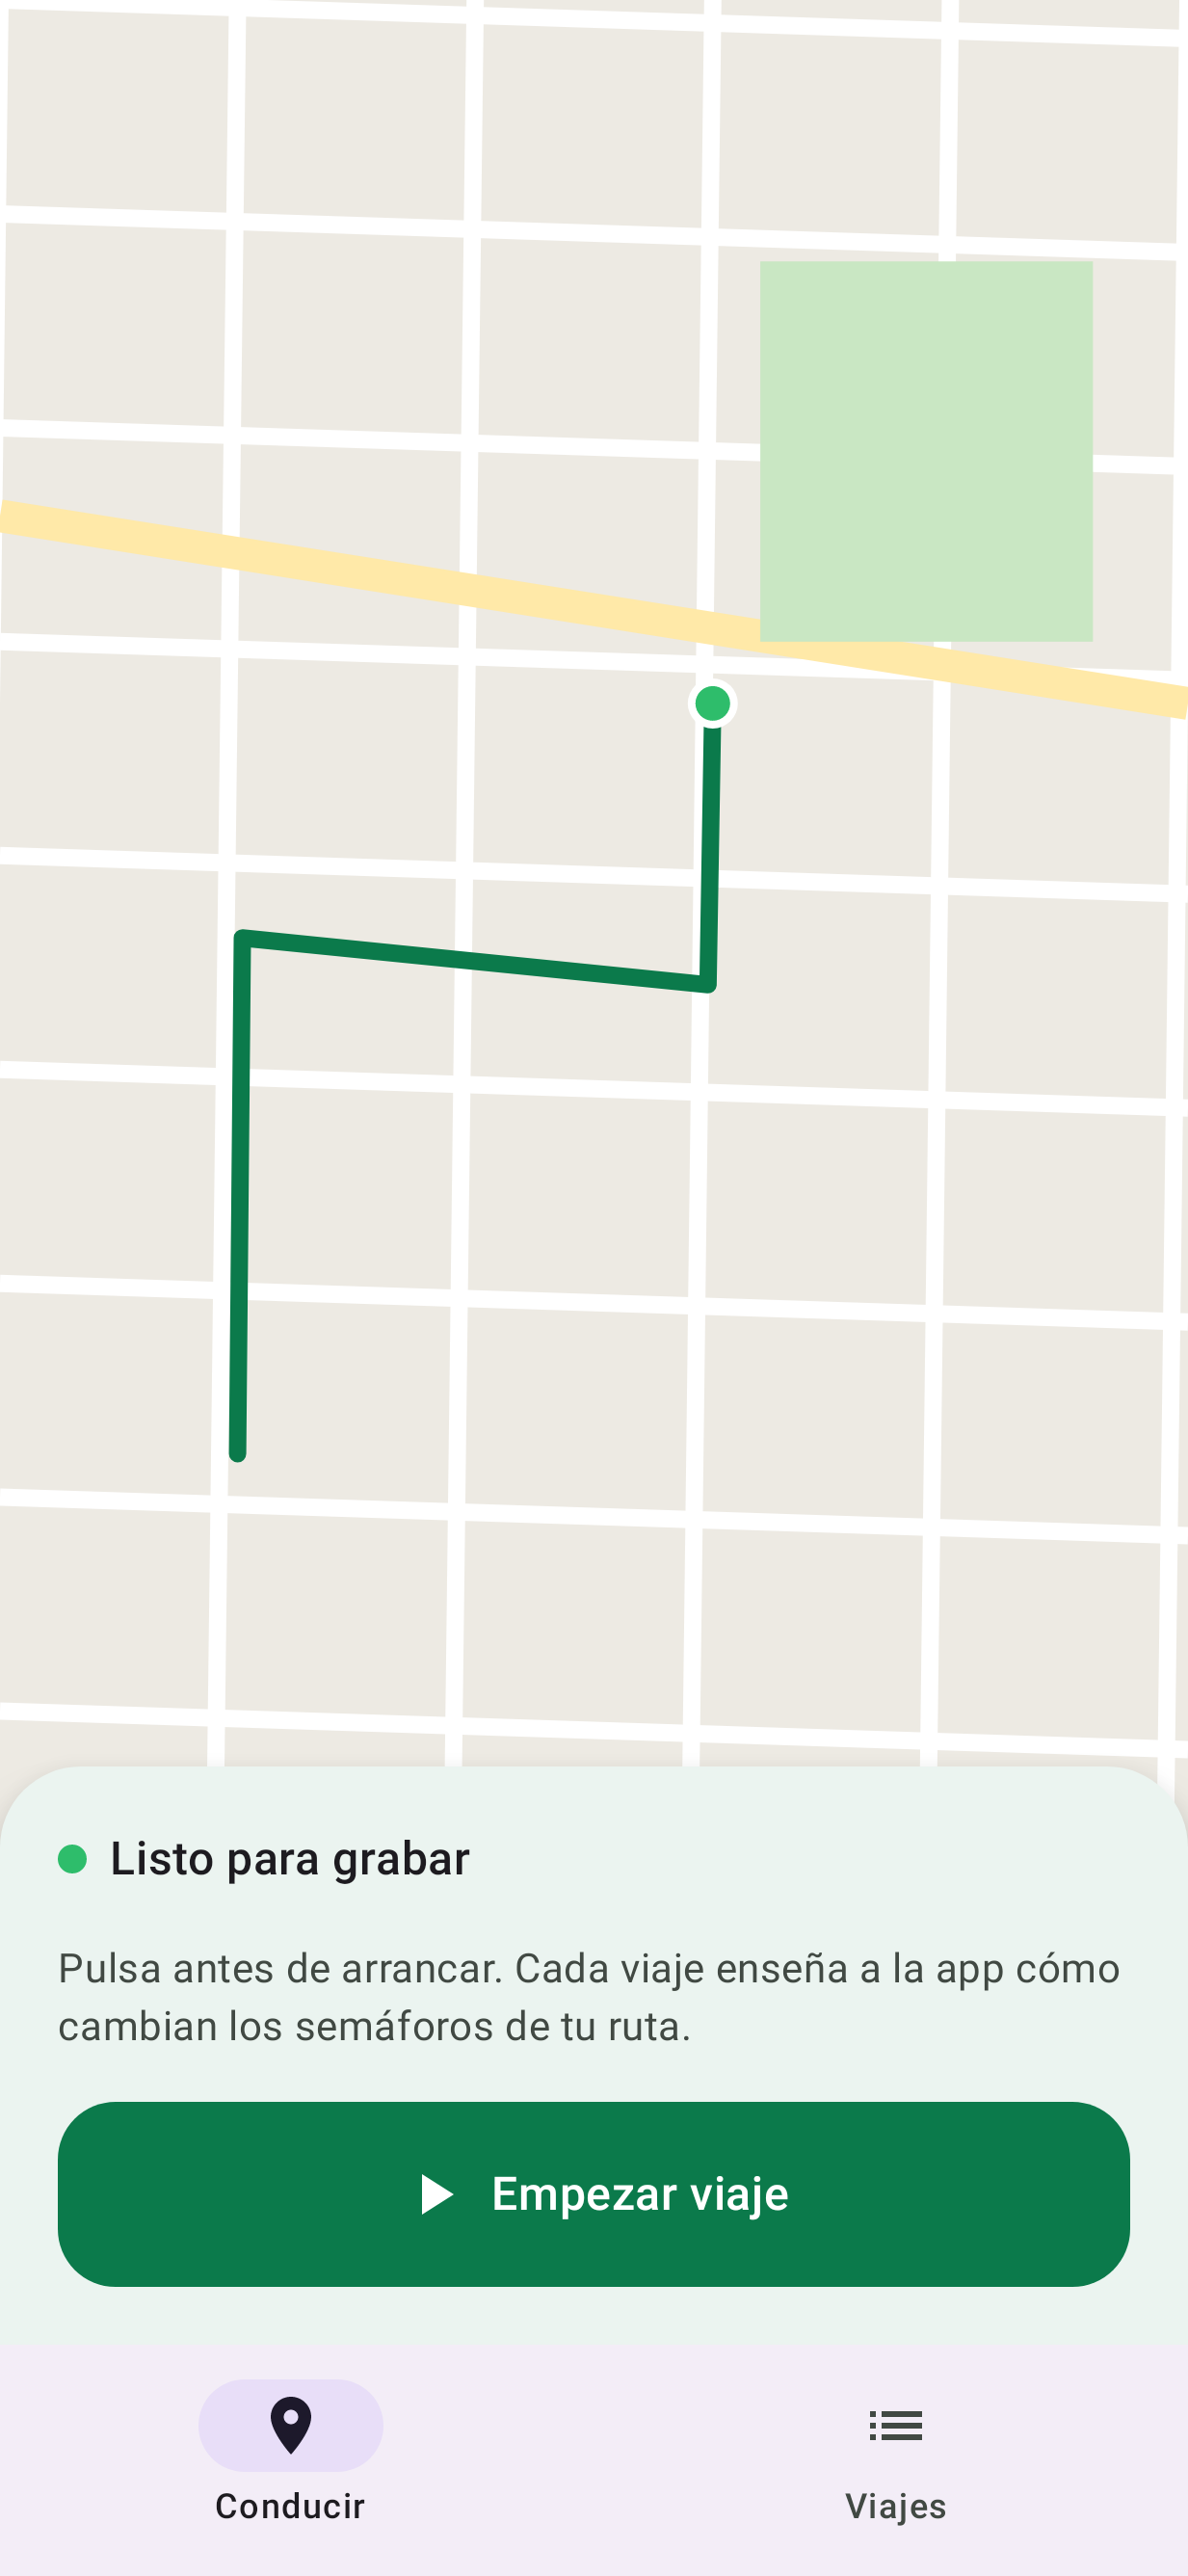 Listo para grabar
Pulsa antes de arrancar. Cada viaje enseña a la app cómo
cambian los semáforos de tu ruta.
Empezar viaje
Conducir
Viajes